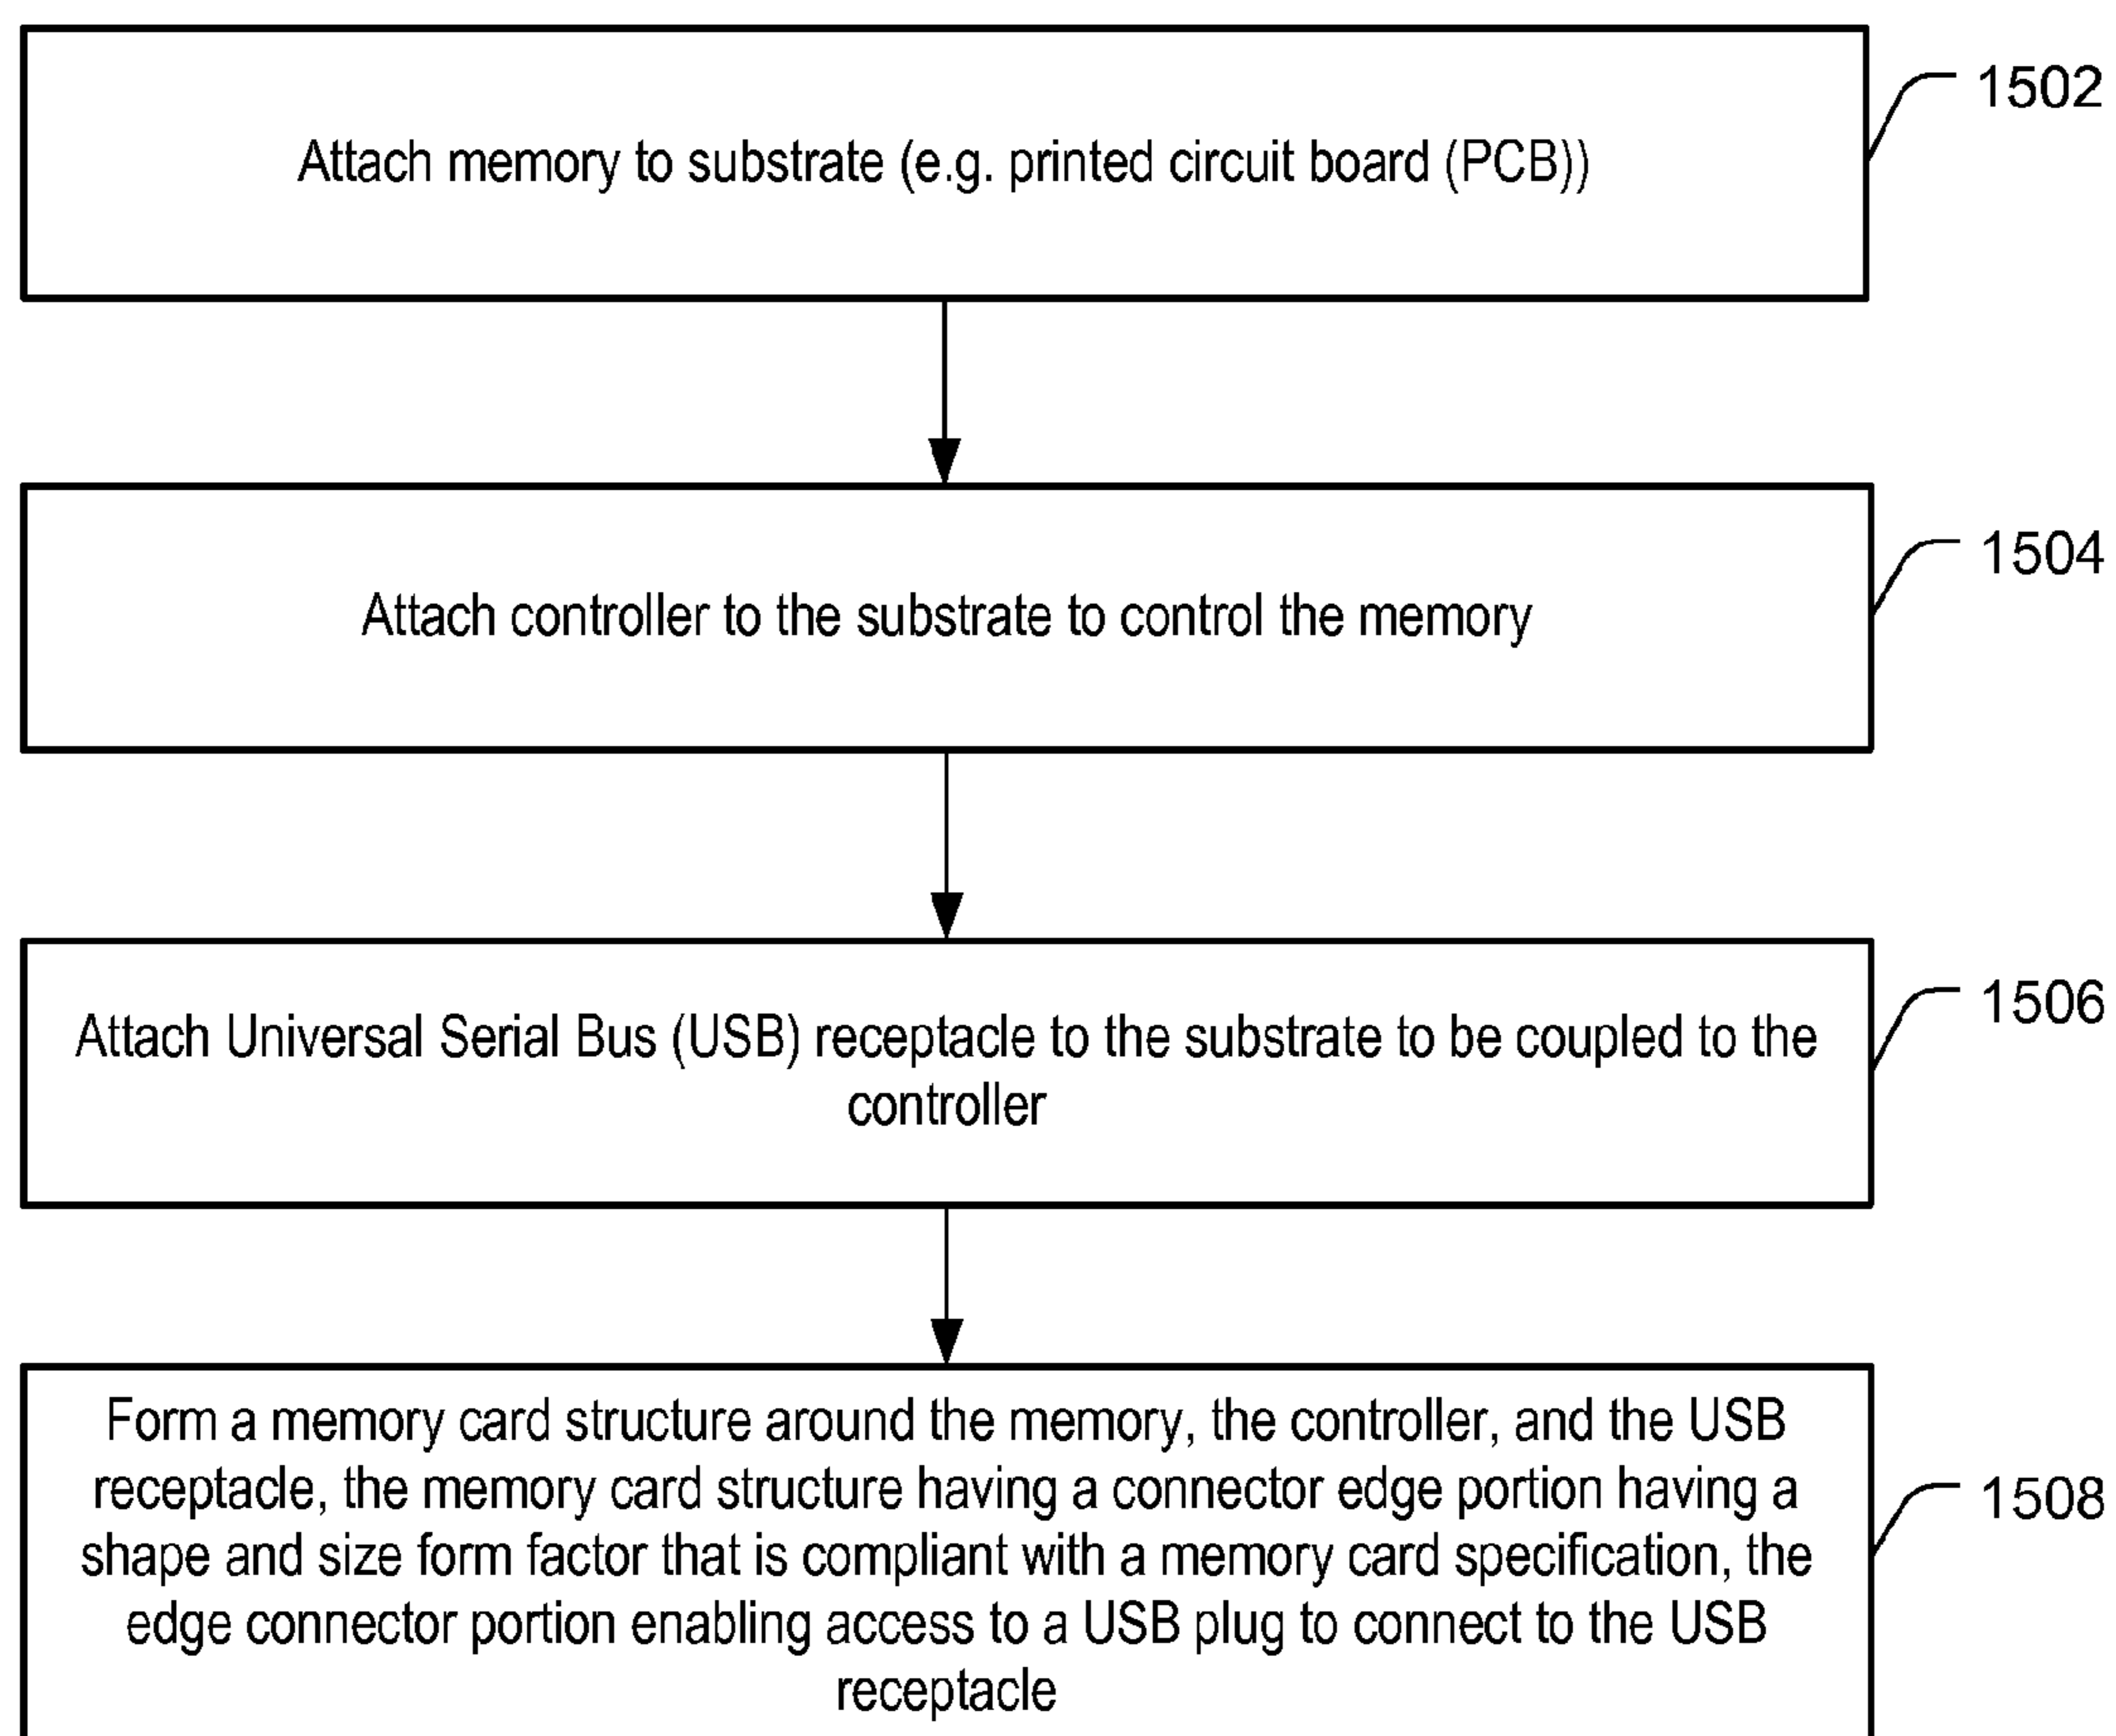 Attach memory to substrate (e.g. printed circuit board (PCB))
1502
Attach controller to the substrate to control the memory
1504
Attach Universal Serial Bus (USB) receptacle to the substrate to be coupled to the
controller
1506
Form a memory card structure around the memory, the controller, and the USB
receptacle, the memory card structure having a connector edge portion having a
shape and size form factor that is compliant with a memory card specification, the
edge connector portion enabling access to a USB plug to connect to the USB
receptacle
1508